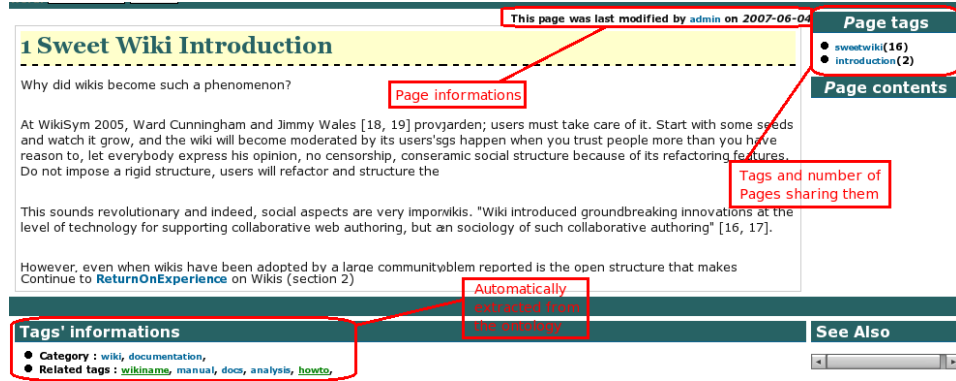 This page was last modified by admin on 2007-06-04
Page tags
sweetwiki(16)
introduction(2)
Page contents
1 Sweet Wiki Introduction
Why did wikis become such a phenomenon?
Page informations
At WikiSym 2005, Ward Cunningham and Jimmy Wales [18, 19] provgarden; users must take care of it. Start with some seeds
and watch it grow, and the wiki will become moderated by its users'sgs happen when you trust people more than you have
reason to, let everybody express his opinion, no censorship, conseramic social structure because of its refactoring features.
Do not impose a rigid structure, users will refactor and structure the
Tags and number of
Pages sharing them
This sounds revolutionary and indeed, social aspects are very imporwikis. "Wiki introduced groundbreaking innovations at the
level of technology for supporting collaborative web authoring, but an sociology of such collaborative authoring" [16, 17].
However, even when wikis have been adopted by a large communityoblem reported is the open structure that makes
Continue to ReturnOnExperience on Wikis (section 2)
Automatically
extracted from
the ontology
Tags' informations
Category : wiki, documentation,
Related tags : wikiname, manual, docs, analysis, howto,
See Also